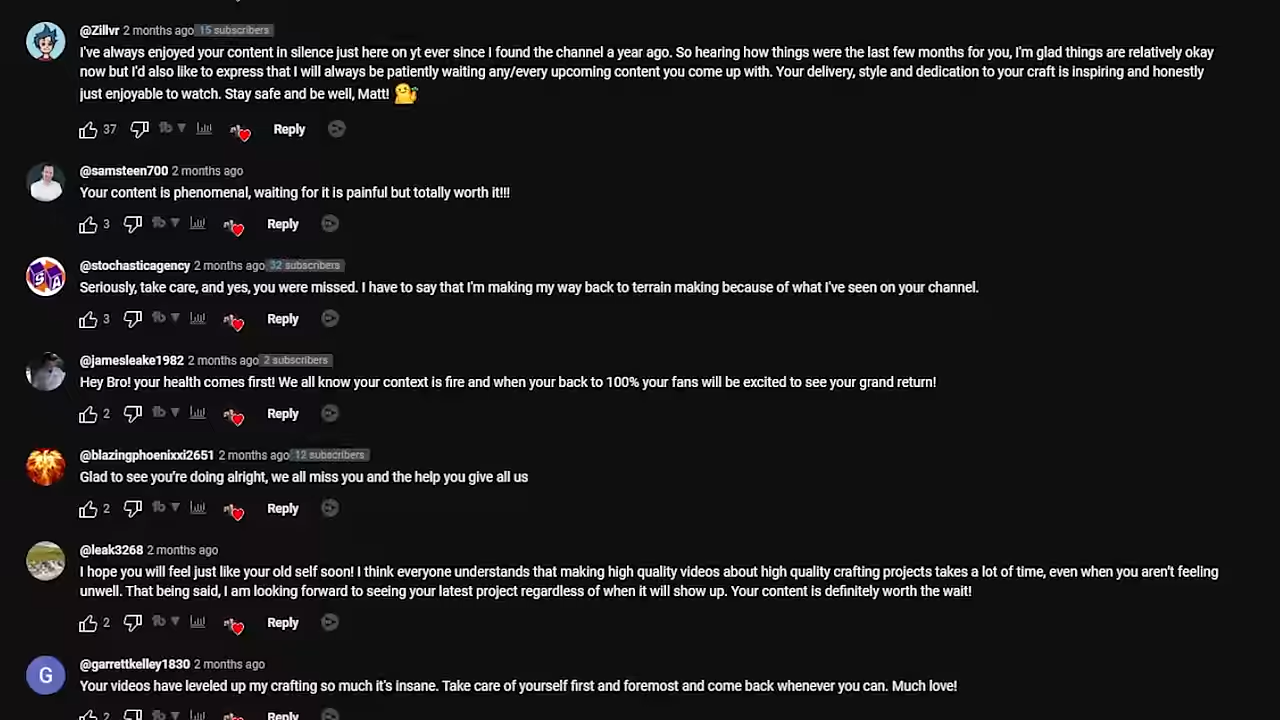 @Zillvr 2 months ago 15 subscribers
I've always enjoyed your content in silence just here on yt ever since I found the channel a year ago. So hearing how things were the last few months for you, I'm glad things are relatively okay
now but I'd also like to express that I will always be patiently waiting any/every upcoming content you come up with. Your delivery, style and dedication to your craft is inspiring and honestly
just enjoyable to watch. Stay safe and be well, Matt!
37 Reply
@samsteen700 2 months ago
Your content is phenomenal, waiting for it is painful but totally worth it!!!
3 Reply
@stochasticagency 2 months ago 32 subscribers
Seriously, take care, and yes, you were missed. I have to say that I'm making my way back to terrain making because of what I've seen on your channel.
3 Reply
@jamesleake1982 2 months ago 2 subscribers
Hey Bro! your health comes first! We all know your context is fire and when your back to 100% your fans will be excited to see your grand return!
2 Reply
@blazingphoenixxi2651 2 months ago 12 subscribers
Glad to see you're doing alright, we all miss you and the help you give all us
2 Reply
@leak3268 2 months ago
I hope you will feel just like your old self soon! I think everyone understands that making high quality videos about high quality crafting projects takes a lot of time, even when you aren't feeling
unwell. That being said, I am looking forward to seeing your latest project regardless of when it will show up. Your content is definitely worth the wait!
2 Reply
G @garrettkelley1830 2 months ago
Your videos have leveled up my crafting so much it's insane. Take care of yourself first and foremost and come back whenever you can. Much love!
2 Reply